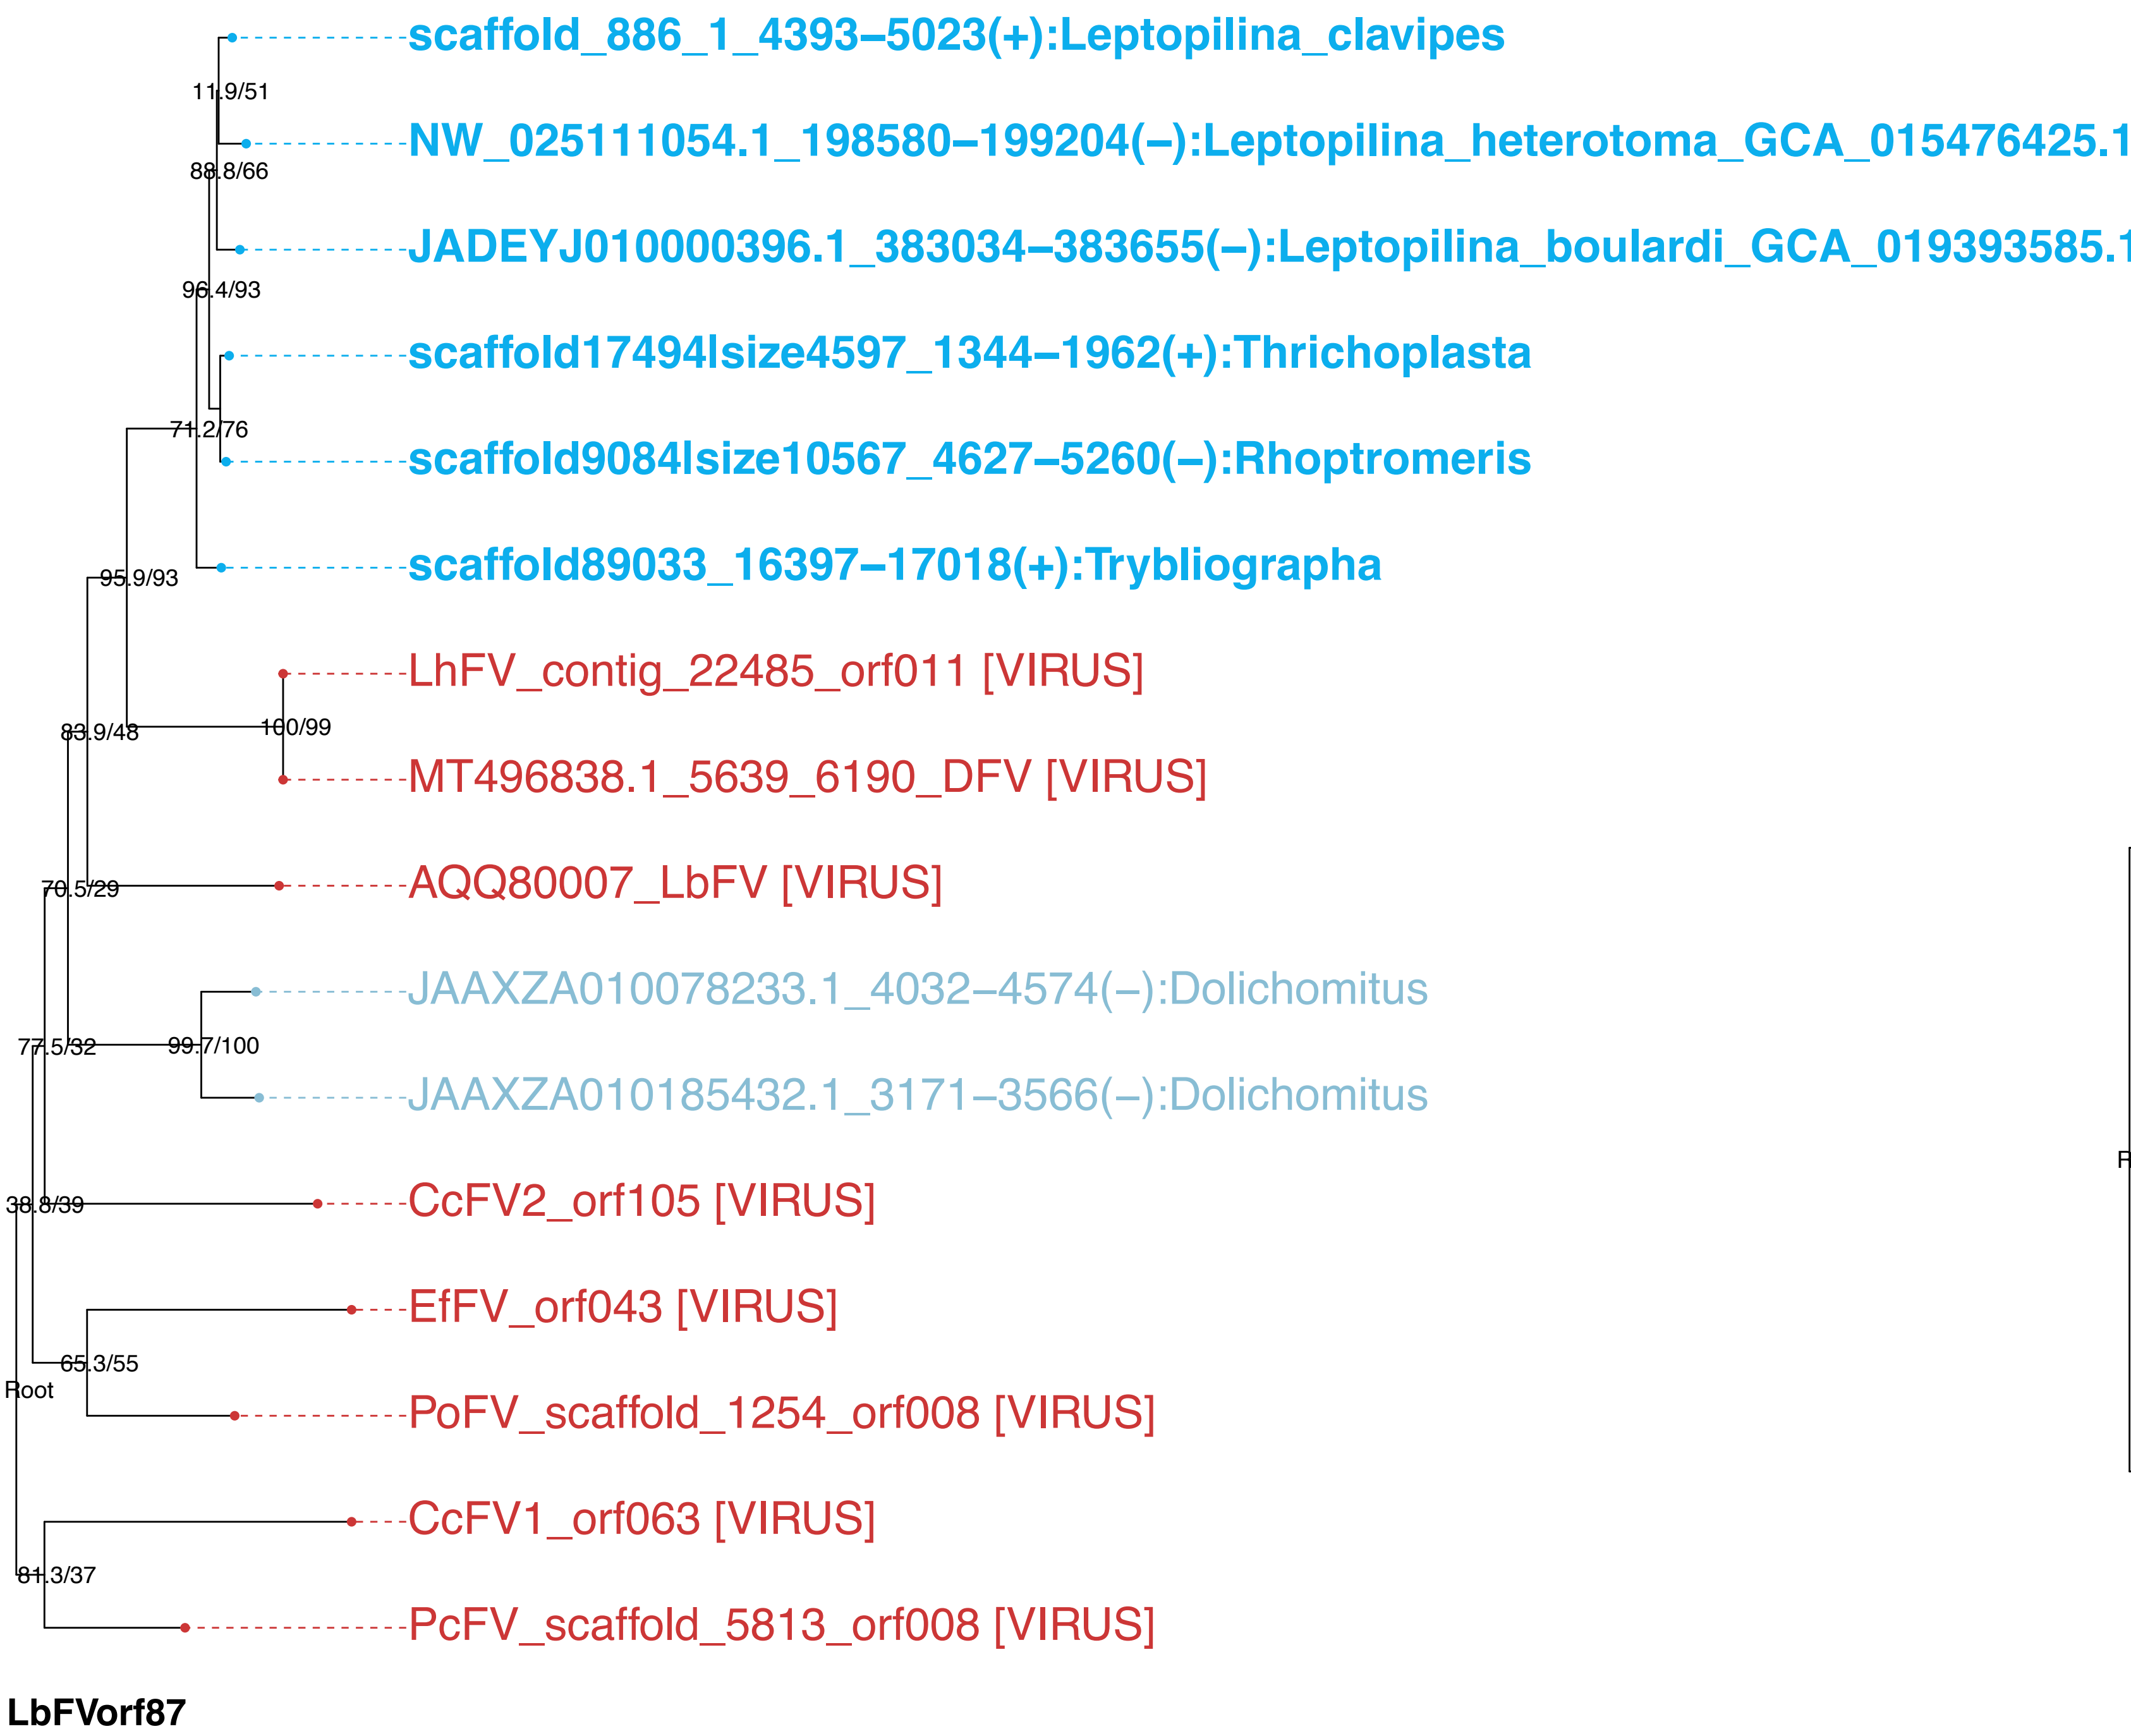 scaffold_886_1_4393–5023(+):Leptopilina_clavipes
11.9/51
NW_025111054.1_198580–199204(–):Leptopilina_heterotoma_GCA_015476425.1
88.8/66
JADEYJ010000396.1_383034–383655(–):Leptopilina_boulardi_GCA_019393585.1
96.4/93
scaffold17494|size4597_1344–1962(+):Thrichoplasta
71.2/76
scaffold9084|size10567_4627–5260(–):Rhoptromeris
scaffold89033_16397–17018(+):Trybliographa
95.9/93
LhFV_contig_22485_orf011 [VIRUS]
83.9/48
100/99
MT496838.1_5639_6190_DFV [VIRUS]
AQQ80007_LbFV [VIRUS]
70.5/29
JAAXZA010078233.1_4032–4574(–):Dolichomitus
77.5/32
99.7/100
JAAXZA010185432.1_3171–3566(–):Dolichomitus
R
CcFV2_orf105 [VIRUS]
38.8/39
EfFV_orf043 [VIRUS]
65.3/55
Root
PoFV_scaffold_1254_orf008 [VIRUS]
CcFV1_orf063 [VIRUS]
81.3/37
PcFV_scaffold_5813_orf008 [VIRUS]
LbFVorf87